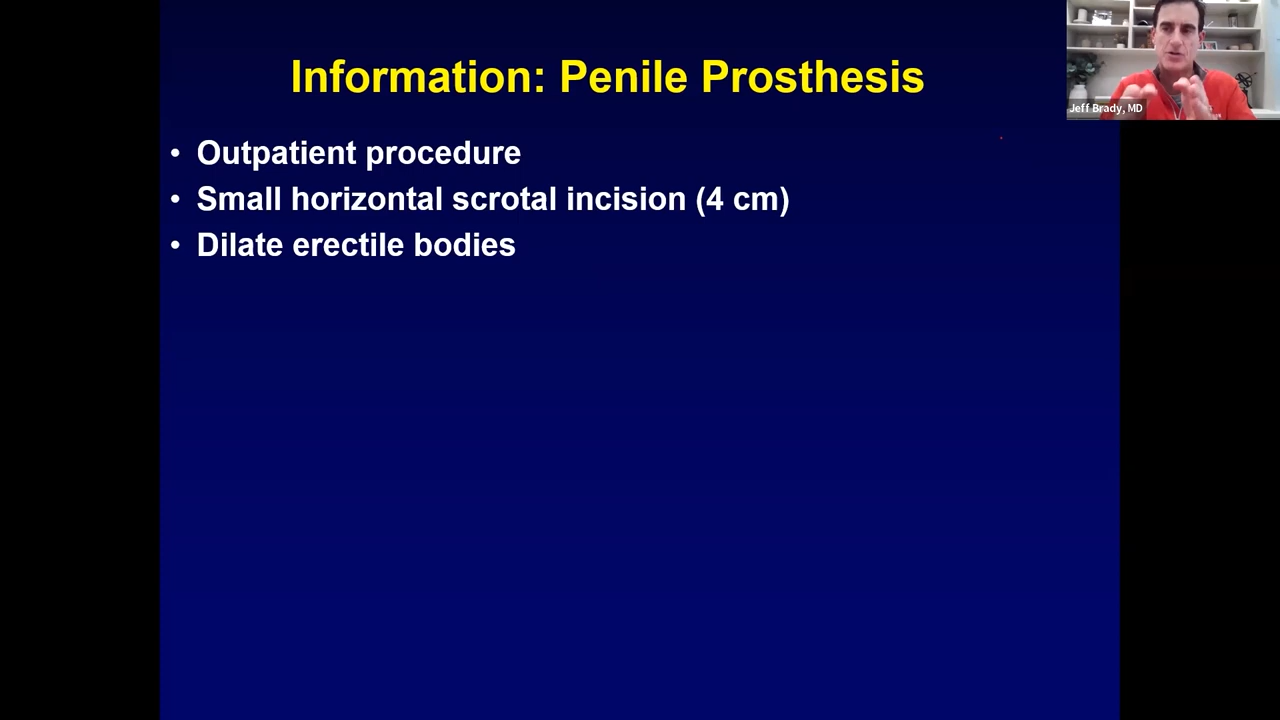 Information: Penile Prosthesis
Jeff Brady, MD
• Outpatient procedure
• Small horizontal scrotal incision (4 cm)
• Dilate erectile bodies